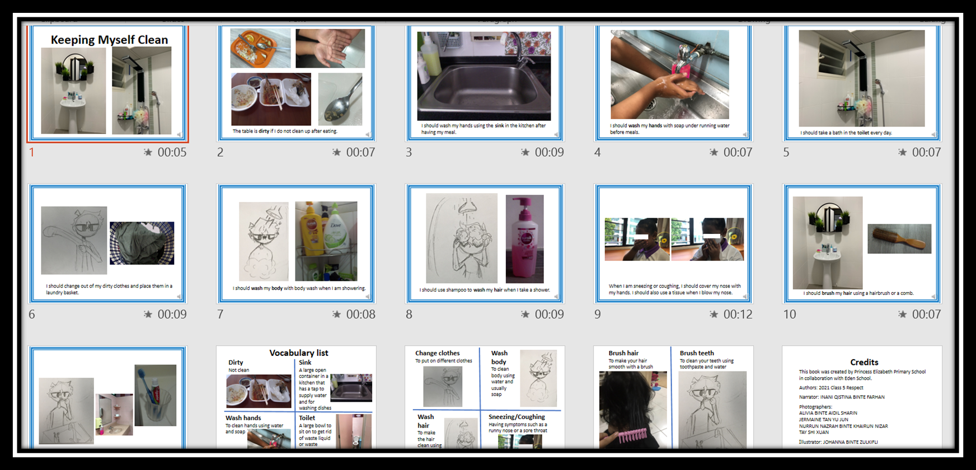 Keeping Myself Clean
1
00:05
The table is dirty if I do not clean up after eating.
2
00:07
I should wash my hands using the sink in the kitchen after
having my meal.
3
00:09
I should wash my hands with soap under running water
before meals.
4
00:07
I should take a bath in the toilet every day.
5
00:07
I should change out of my dirty clothes and place them in a
laundry basket.
6
00:09
I should wash my body with body wash when I am showering.
7
00:08
I should use shampoo to wash my hair when I take a shower.
8
00:09
When I am sneezing or coughing, I should cover my nose with
my hands. I should also use a tissue when I blow my nose.
9
00:12
I should brush my hair using a hairbrush or a comb.
10
00:07
Vocabulary list
Dirty
Not clean
Sink
A large open
container in a
kitchen that
has a tap to
supply water
and for
washing dishes
Wash hands
To clean hands using water
and soap
Toilet
A large bowl to
sit on to get rid
of waste liquid
or waste
Change clothes
To put on different clothes
Wash
body
To clean
body using
water and
usually
soap
Wash
hair
To make
the hair
clean using
Sneezing/Coughing
Having symptoms such as a
runny nose or a sore throat
Brush hair
To make your hair
smooth with a brush
Brush teeth
To clean your teeth using
toothpaste and water
Credits
This book was created by Princess Elizabeth Primary School
in collaboration with Eden School.
Authors: 2021 Class 5 Respect
Narrator: INANI QISTINA BINTE FARHAN
Photographers:
ALIVIA BINTE AIDIL SHARIN
JERMAINE TAN YU JUN
NURRUN NAZRAH BINTE KHAIRUN NIZAR
TAY SHI XUAN
Illustrator: JOHANNA BINTE ZULKIFLI